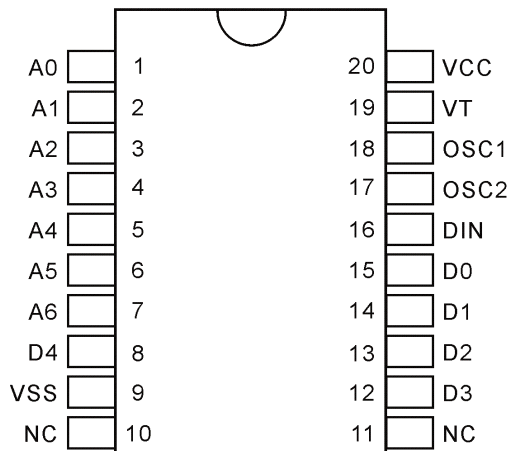 A0 1 20 VCC
A1 2 19 VT
A2 3 18 OSC1
A3 4 17 OSC2
A4 5 16 DIN
A5 6 15 D0
A6 7 14 D1
D4 8 13 D2
VSS 9 12 D3
NC 10 11 NC